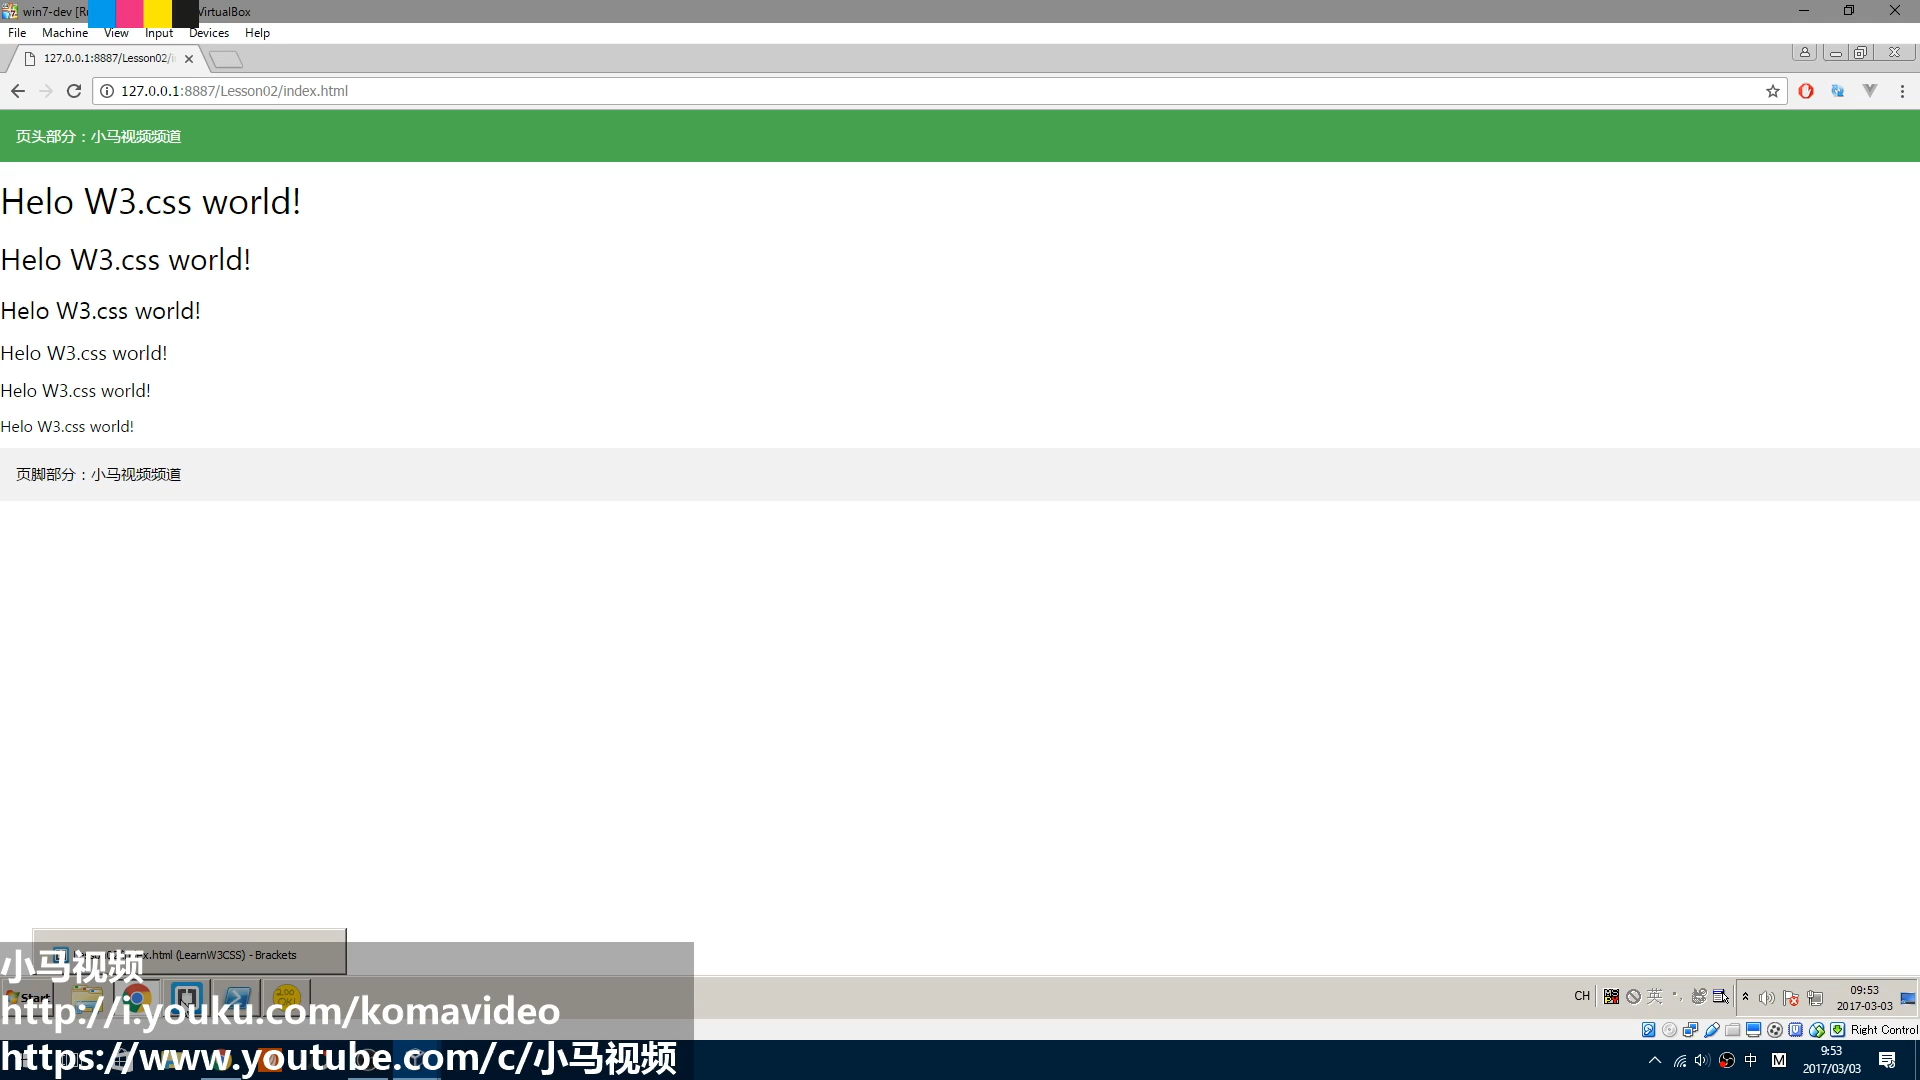 win7-dev [R
VirtualBox
File Machine View Input Devices Help
127.0.0.1:8887/Lesson02/
127.0.0.1:8887/Lesson02/index.html
页头部分：小马视频频道
Helo W3.css world!
Helo W3.css world!
Helo W3.css world!
Helo W3.css world!
Helo W3.css world!
Helo W3.css world!
页脚部分：小马视频频道
.html (LearnW3CSS) - Brackets
小马视频
Start
CH
英
09:53
2017-03-03
http://i.youku.com/komavideo
Right Control
https://www.youtube.com/c/小马视频
中
M
9:53
2017/03/03